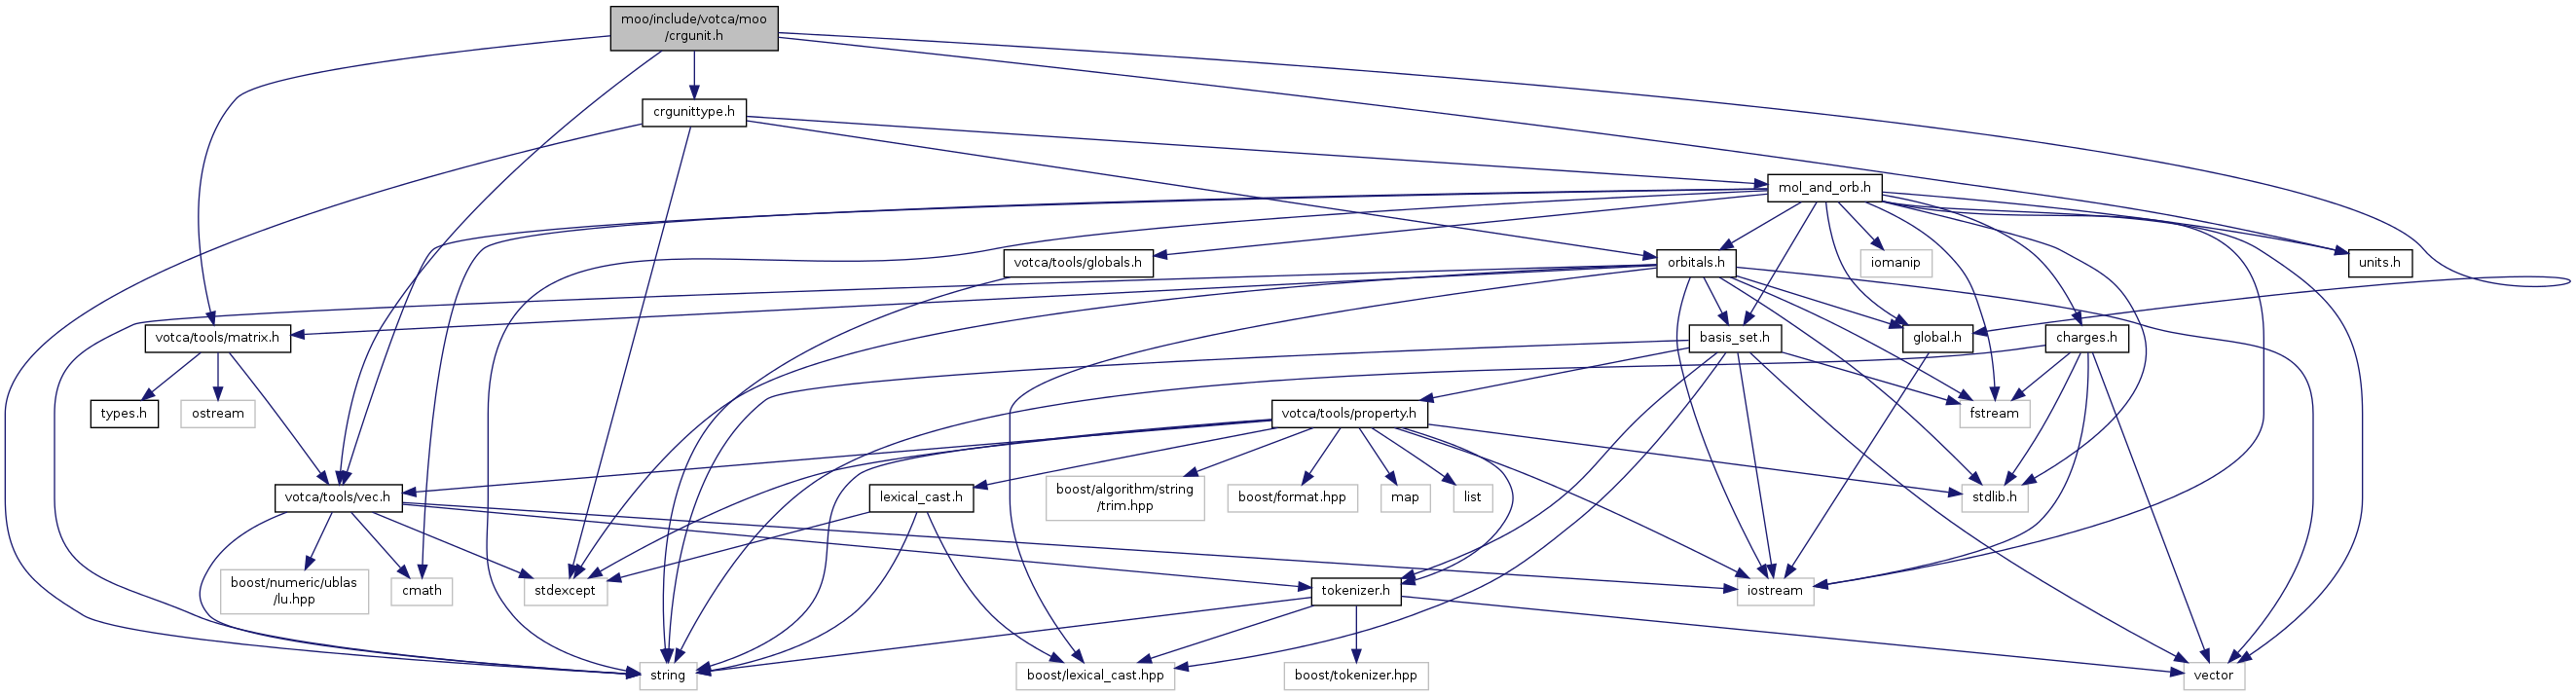 moo/include/votca/moo
/crgunit.h
crgunittype.h
mol_and_orb.h
votca/tools/globals.h
orbitals.h
iomanip
units.h
votca/tools/matrix.h
basis_set.h
global.h
charges.h
types.h
ostream
votca/tools/property.h
fstream
votca/tools/vec.h
lexical_cast.h
boost/algorithm/string
/trim.hpp
boost/format.hpp
map
list
stdlib.h
boost/numeric/ublas
/lu.hpp
cmath
stdexcept
tokenizer.h
iostream
string
boost/lexical_cast.hpp
boost/tokenizer.hpp
vector